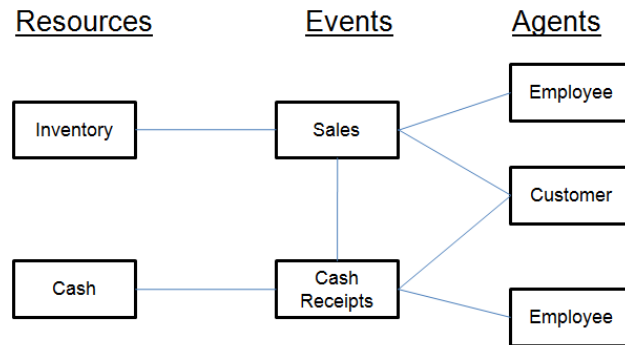 Resources Events Agents
Employee
Inventory Sales
Customer
Cash Cash
Receipts
Employee